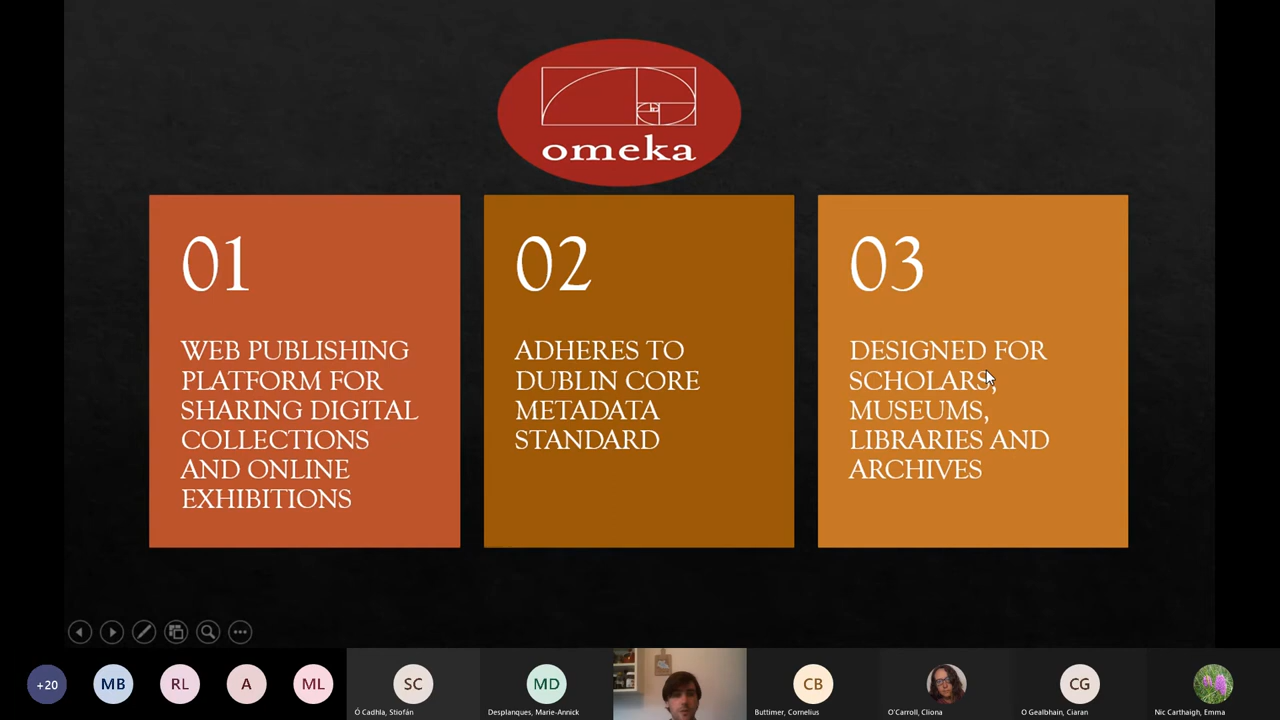 omeka
01
WEB PUBLISHING
PLATFORM FOR
SHARING DIGITAL
COLLECTIONS
AND ONLINE
EXHIBITIONS
02
ADHERES TO
DUBLIN CORE
METADATA
STANDARD
03
DESIGNED FOR
SCHOLARS,
MUSEUMS,
LIBRARIES AND
ARCHIVES
+20
MB
RL
A
ML
SC
Ó Cadhla, Stiofán
MD
Desplanques, Marie-Annick
CB
Buttimer, Cornelius
O'Carroll, Cliona
CG
O Gealbhain, Ciaran
Nic Carthaigh, Emma